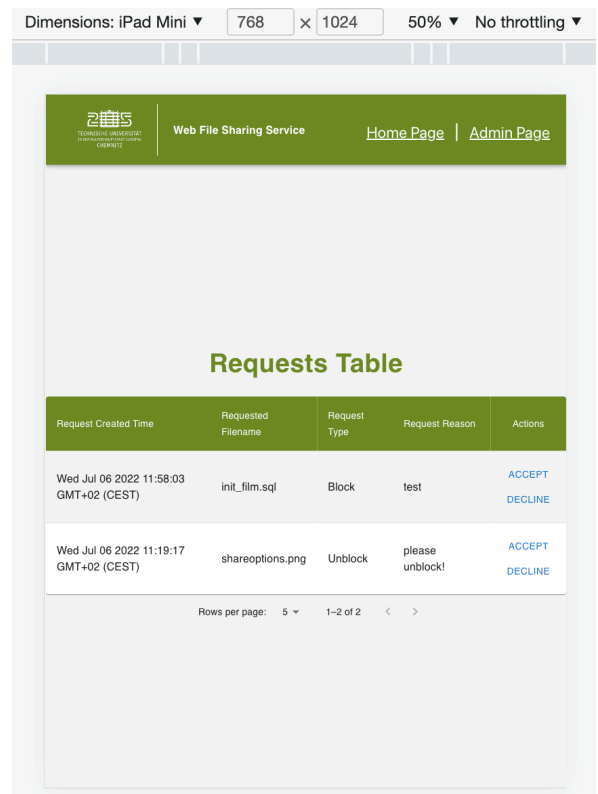 Dimensions: iPad Mini ▼ 768 × 1024 50% ▼ No throttling ▼
TECHNISCHE UNIVERSITÄT
CHEMNITZ
Web File Sharing Service
Home Page | Admin Page
Requests Table
Request Created Time
Requested
Filename
Request
Type
Request Reason
Actions
Wed Jul 06 2022 11:58:03
GMT+02 (CEST)
init_film.sql
Block
test
ACCEPT
DECLINE
Wed Jul 06 2022 11:19:17
GMT+02 (CEST)
shareoptions.png
Unblock
please
unblock!
ACCEPT
DECLINE
Rows per page: 5 1–2 of 2